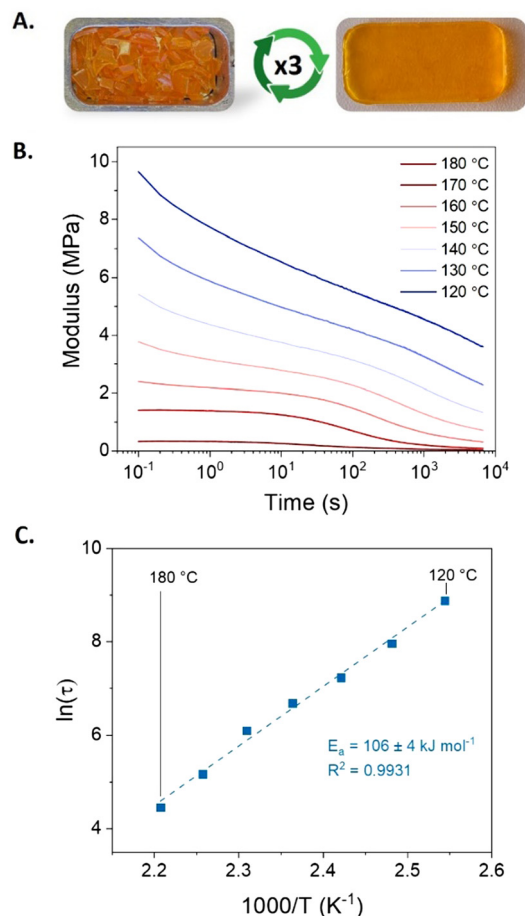 A.
x3
B.
Modulus (MPa)
10
8
6
4
2
0
180 °C
170 °C
160 °C
150 °C
140 °C
130 °C
120 °C
10⁻¹ 10⁰ 10¹ 10² 10³ 10⁴
Time (s)
C.
ln(τ)
10
8
6
4
180 °C
120 °C
Eₐ = 106 ± 4 kJ mol⁻¹
R² = 0.9931
2.2 2.3 2.4 2.5 2.6
1000/T (K⁻¹)